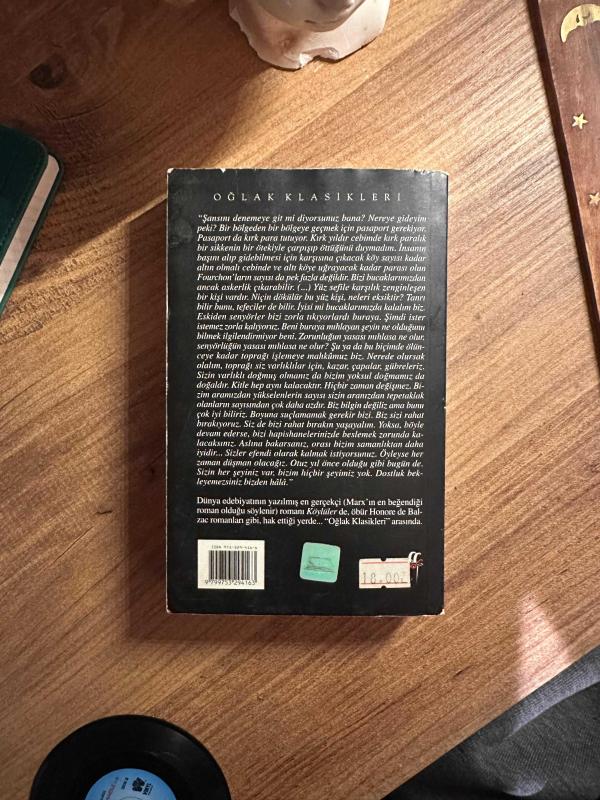 OĞLAK KLASİKLERİ
“Şansını denemeye git mi diyorsunuz bana? Nereye gideyim
peki? Bir bölgeden bir bölgeye geçmek için pasaport gerekiyor.
Pasaport da kırk para tutuyor. Kırk yıldır cebimde kırk paralık
bir sikkenin bir ötekiyle çarpışıp öttüğünü duymadım. İnsanın
başını alıp gidebilmesi için karşısına çıkacak köy sayısı kadar
altın olmalı cebinde ve altı köye uğrayacak kadar parası olan
Fourchon'ların sayısı da pek fazla değildir. Bizi bucaklarımızdan
ancak askerlik çıkarabilir. (...) Yüz sefile karşılık zenginleşen
bir kişi vardır. Niçin dökülür bu yüz kişi, neleri eksiktir? Tanrı
bilir bunu, tefeciler de bilir. İyisi mi bucaklarımızda kalalım biz.
Eskiden senyörler bizi zorla tıkıyorlardı buraya. Şimdi ister
istemez zorla kalıyoruz. Beni buraya mıhlayan şeyin ne olduğunu
bilmek ilgilendirmiyor beni. Zorunluğun yasası mıhlasa ne olur,
senyörlüğün yasası mıhlasa ne olur? Şu ya da bu biçimde ölün-
ceye kadar toprağı işlemeye mahkûmuz biz. Nerede olursak
olalım, toprağı siz varlıklılar için, kazar, çapalar, gübreleriz.
Sizin varlıklı doğmuş olmanız da bizim yoksul doğmamız da
doğaldır. Kitle hep aynı kalacaktır. Hiçbir zaman değişmez. Bi-
zim aramızdan yükselenlerin sayısı sizin aranızdan tepetaklak
olanların sayısından çok daha azdır. Biz bilgin değiliz ama bunu
çok iyi biliriz. Boyuna suçlamamak gerekir bizi. Biz sizi rahat
bırakıyoruz. Siz de bizi rahat bırakın yaşayalım. Yoksa, böyle
devam ederse, bizi hapishanelerinizde beslemek zorunda ka-
lacaksınız. Aslına bakarsanız, orası bizim samanlıktan daha
iyidir... Sizler efendi olarak kalmak istiyorsunuz. Öyleyse her
zaman düşman olacağız. Otuz yıl önce olduğu gibi bugün de.
Sizin her şeyiniz var, bizim hiçbir şeyimiz yok. Dostluk bek-
leyemezsiniz bizden hâlâ.”
Dünya edebiyatının yazılmış en gerçekçi (Marx'ın en beğendiği
roman olduğu söylenir) romanı Köylüler de, öbür Honore de Bal-
zac romanları gibi, hak ettiği yerde... “Oğlak Klasikleri” arasında.
9 799753 294163
18.00